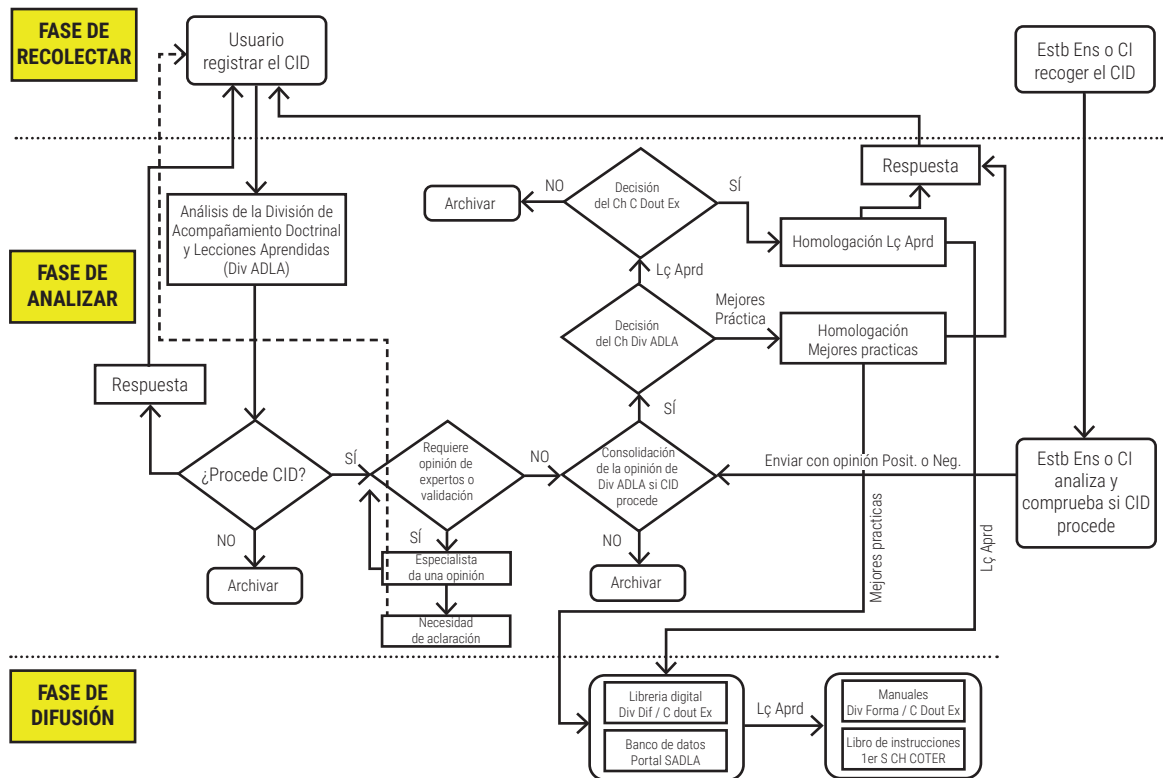 FASE DE
RECOLECTAR
Usuario
registrar el CID
Estb Ens o CI
recoger el CID
FASE DE
ANALIZAR
Análisis de la División de
Acompañamiento Doctrinal
y Lecciones Aprendidas
(Div ADLA)
Respuesta
¿Procede CID?
NO
Archivar
SÍ
Requiere
opinión de
expertos o
validación
SÍ
Especialista
da una opinión
Necesidad
de aclaración
NO
Consolidación
de la opinión de
Div ADLA si CID
procede
NO
Archivar
SÍ
Decisión
del Ch Div ADLA
Lç Aprd
Decisión
del Ch C Dout Ex
NO
Archivar
SÍ
Homologación Lç Aprd
Respuesta
Mejores
Práctica
Homologación
Mejores practicas
Enviar con opinión Posit. o Neg.
Estb Ens o CI
analiza y
comprueba si CID
procede
Mejores practicas
Lç Aprd
FASE DE
DIFUSIÓN
Libreria digital
Div Dif / C dout Ex
Banco de datos
Portal SADLA
Lç Aprd
Manuales
Div Forma / C Dout Ex
Libro de instrucciones
1er S CH COTER